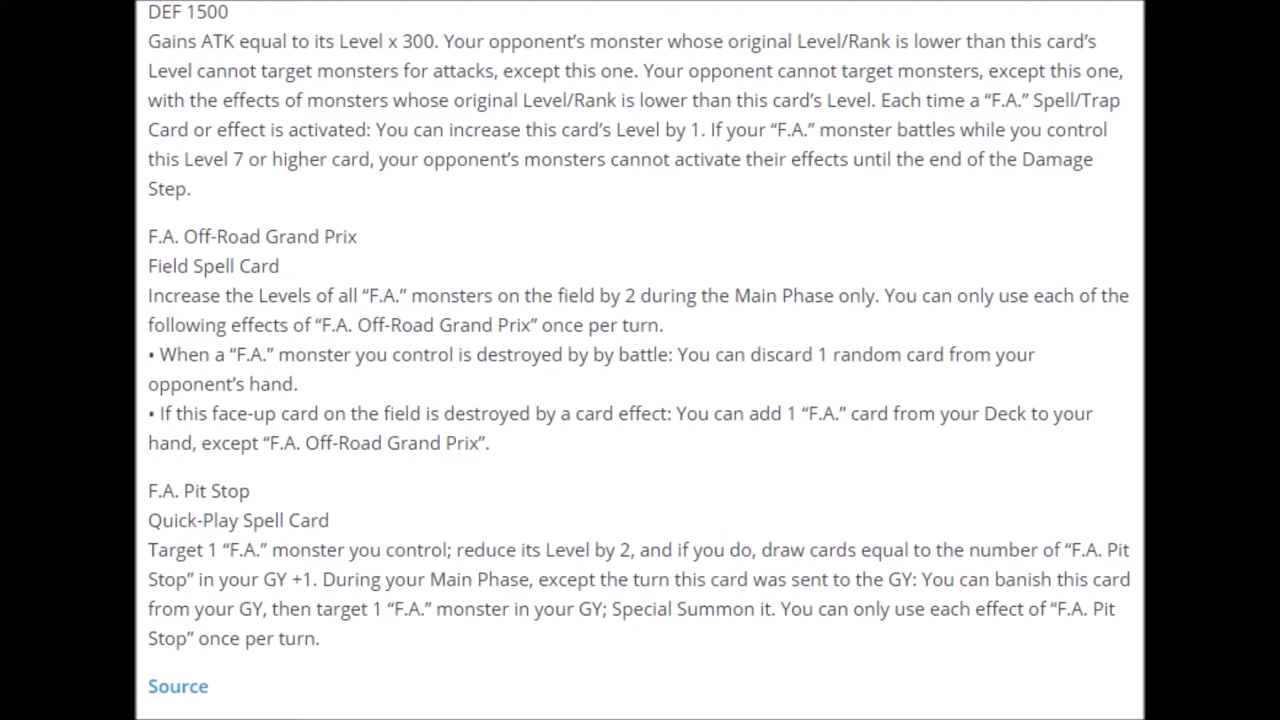 DEF 1500
Gains ATK equal to its Level x 300. Your opponent’s monster whose original Level/Rank is lower than this card’s
Level cannot target monsters for attacks, except this one. Your opponent cannot target monsters, except this one,
with the effects of monsters whose original Level/Rank is lower than this card’s Level. Each time a “F.A.” Spell/Trap
Card or effect is activated: You can increase this card’s Level by 1. If your “F.A.” monster battles while you control
this Level 7 or higher card, your opponent’s monsters cannot activate their effects until the end of the Damage
Step.
F.A. Off-Road Grand Prix
Field Spell Card
Increase the Levels of all “F.A.” monsters on the field by 2 during the Main Phase only. You can only use each of the
following effects of “F.A. Off-Road Grand Prix” once per turn.
• When a “F.A.” monster you control is destroyed by by battle: You can discard 1 random card from your
opponent’s hand.
• If this face-up card on the field is destroyed by a card effect: You can add 1 “F.A.” card from your Deck to your
hand, except “F.A. Off-Road Grand Prix”.
F.A. Pit Stop
Quick-Play Spell Card
Target 1 “F.A.” monster you control; reduce its Level by 2, and if you do, draw cards equal to the number of “F.A. Pit
Stop” in your GY +1. During your Main Phase, except the turn this card was sent to the GY: You can banish this card
from your GY, then target 1 “F.A.” monster in your GY; Special Summon it. You can only use each effect of “F.A. Pit
Stop” once per turn.
Source